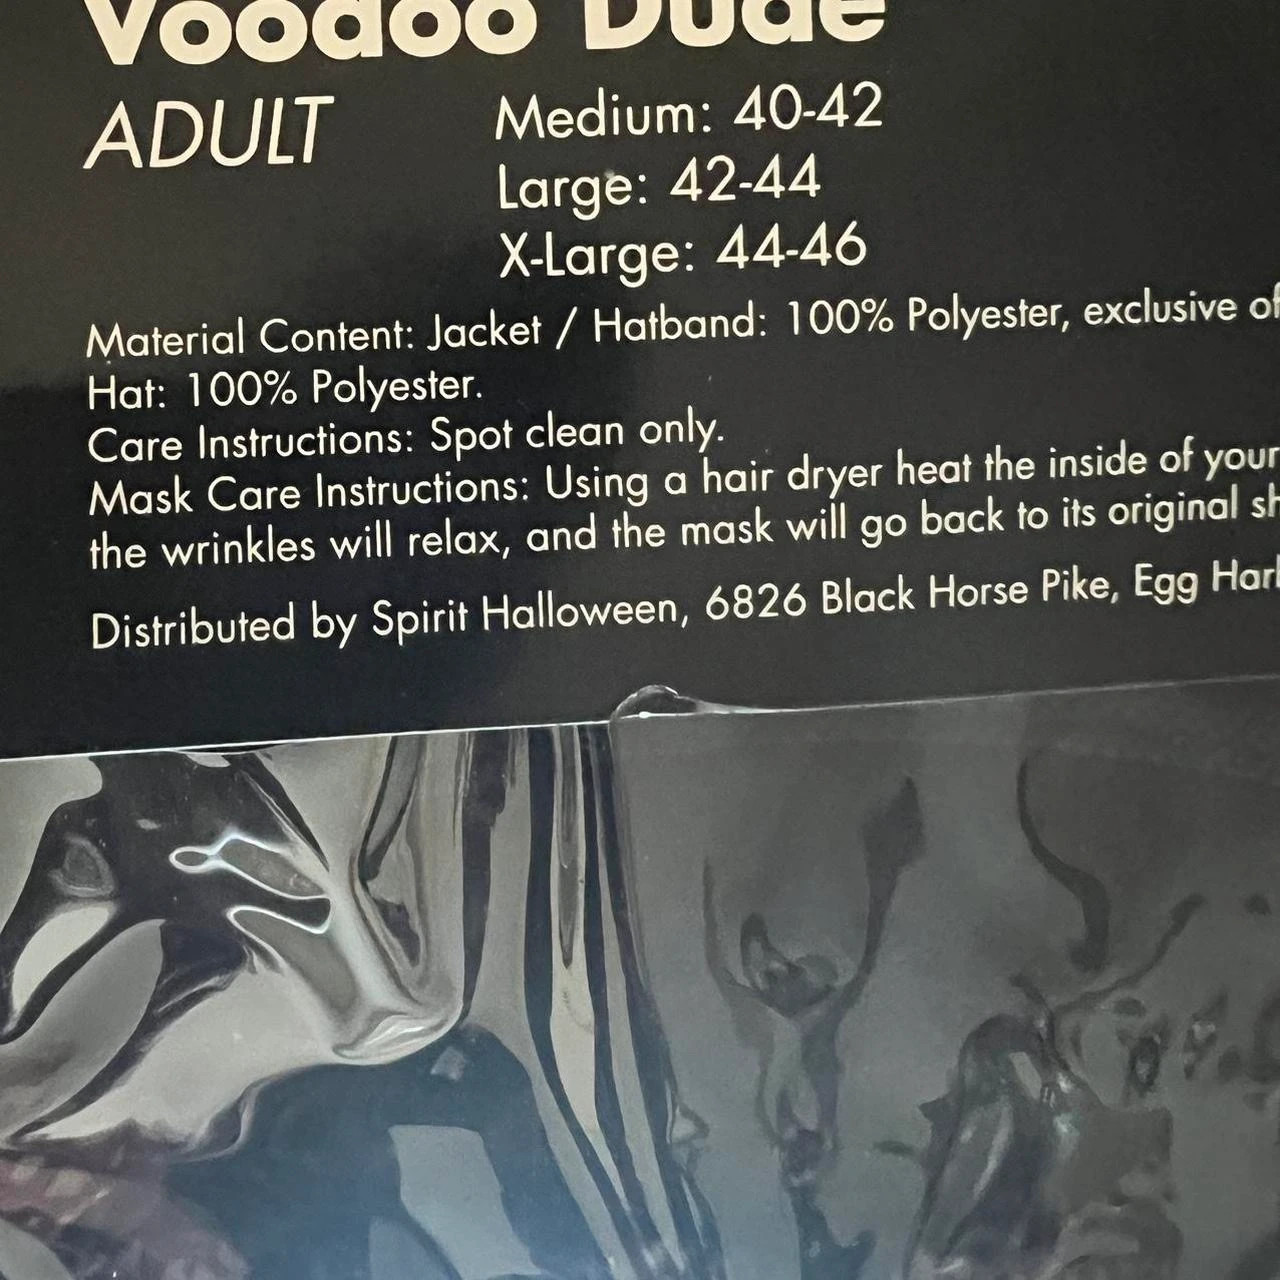 Voodoo Dude
ADULT
Medium: 40-42
Large: 42-44
X-Large: 44-46
Material Content: Jacket / Hatband: 100% Polyester, exclusive of
Hat: 100% Polyester.
Care Instructions: Spot clean only.
Mask Care Instructions: Using a hair dryer heat the inside of your
the wrinkles will relax, and the mask will go back to its original
Distributed by Spirit Halloween, 6826 Black Horse Pike, Egg